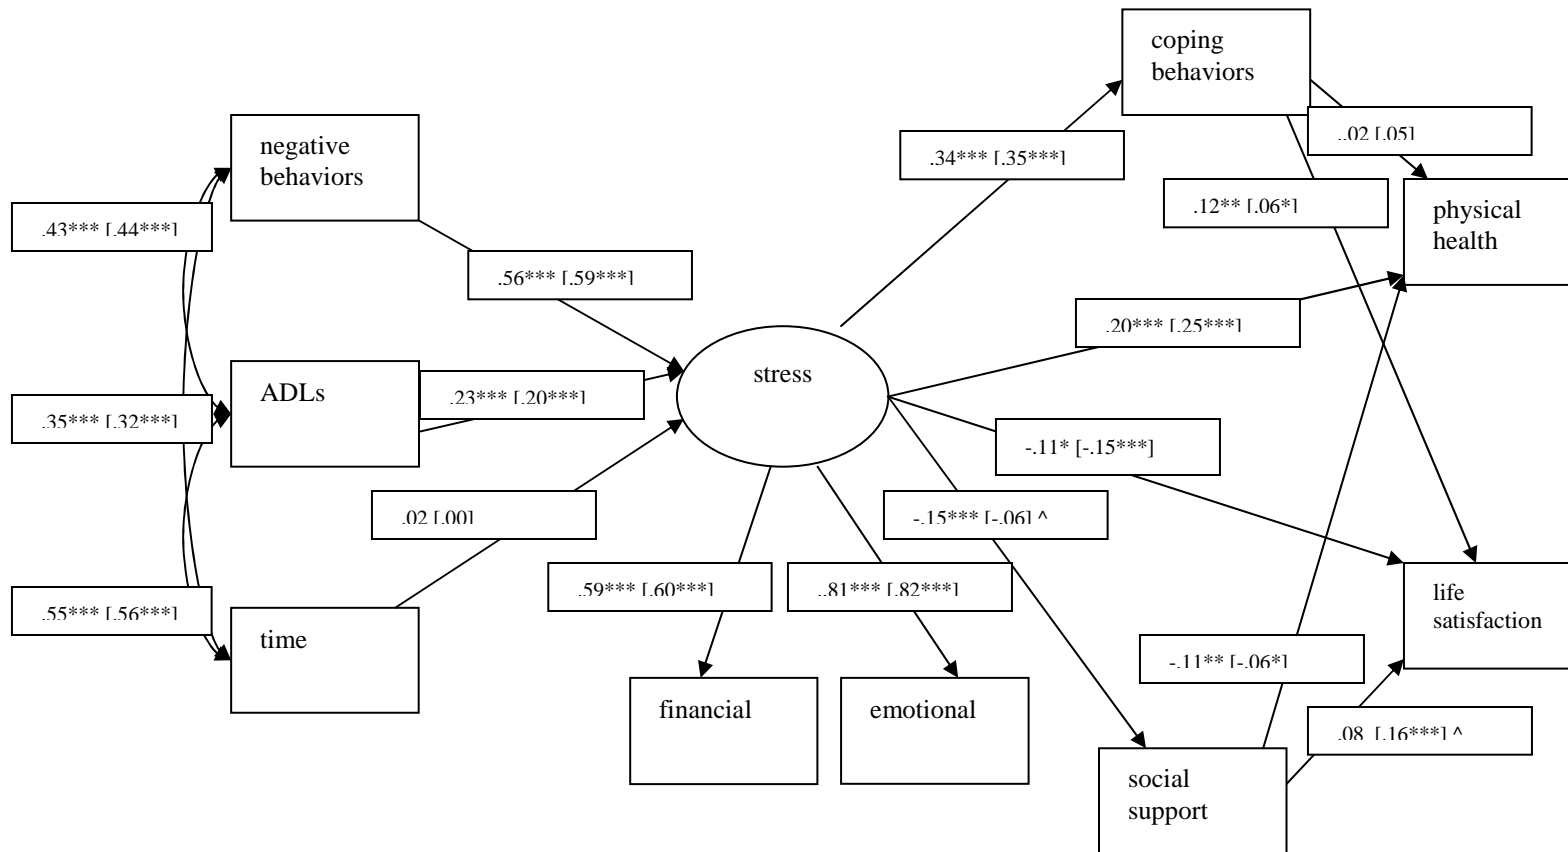 coping
behaviors
negative
behaviors
.34*** [.35***]
.02 [.05]
.43*** [.44***]
.12** [.06*]
physical
health
.56*** [.59***]
.20*** [.25***]
stress
ADLs
.23*** [.20***]
.35*** [.32***]
-.11* [-.15***]
.02 [.00]
-.15*** [-.06] ^
.59*** [.60***]
.81*** [.82***]
life
satisfaction
.55*** [.56***]
time
-.11** [-.06*]
financial
emotional
.08 [.16***] ^
social
support